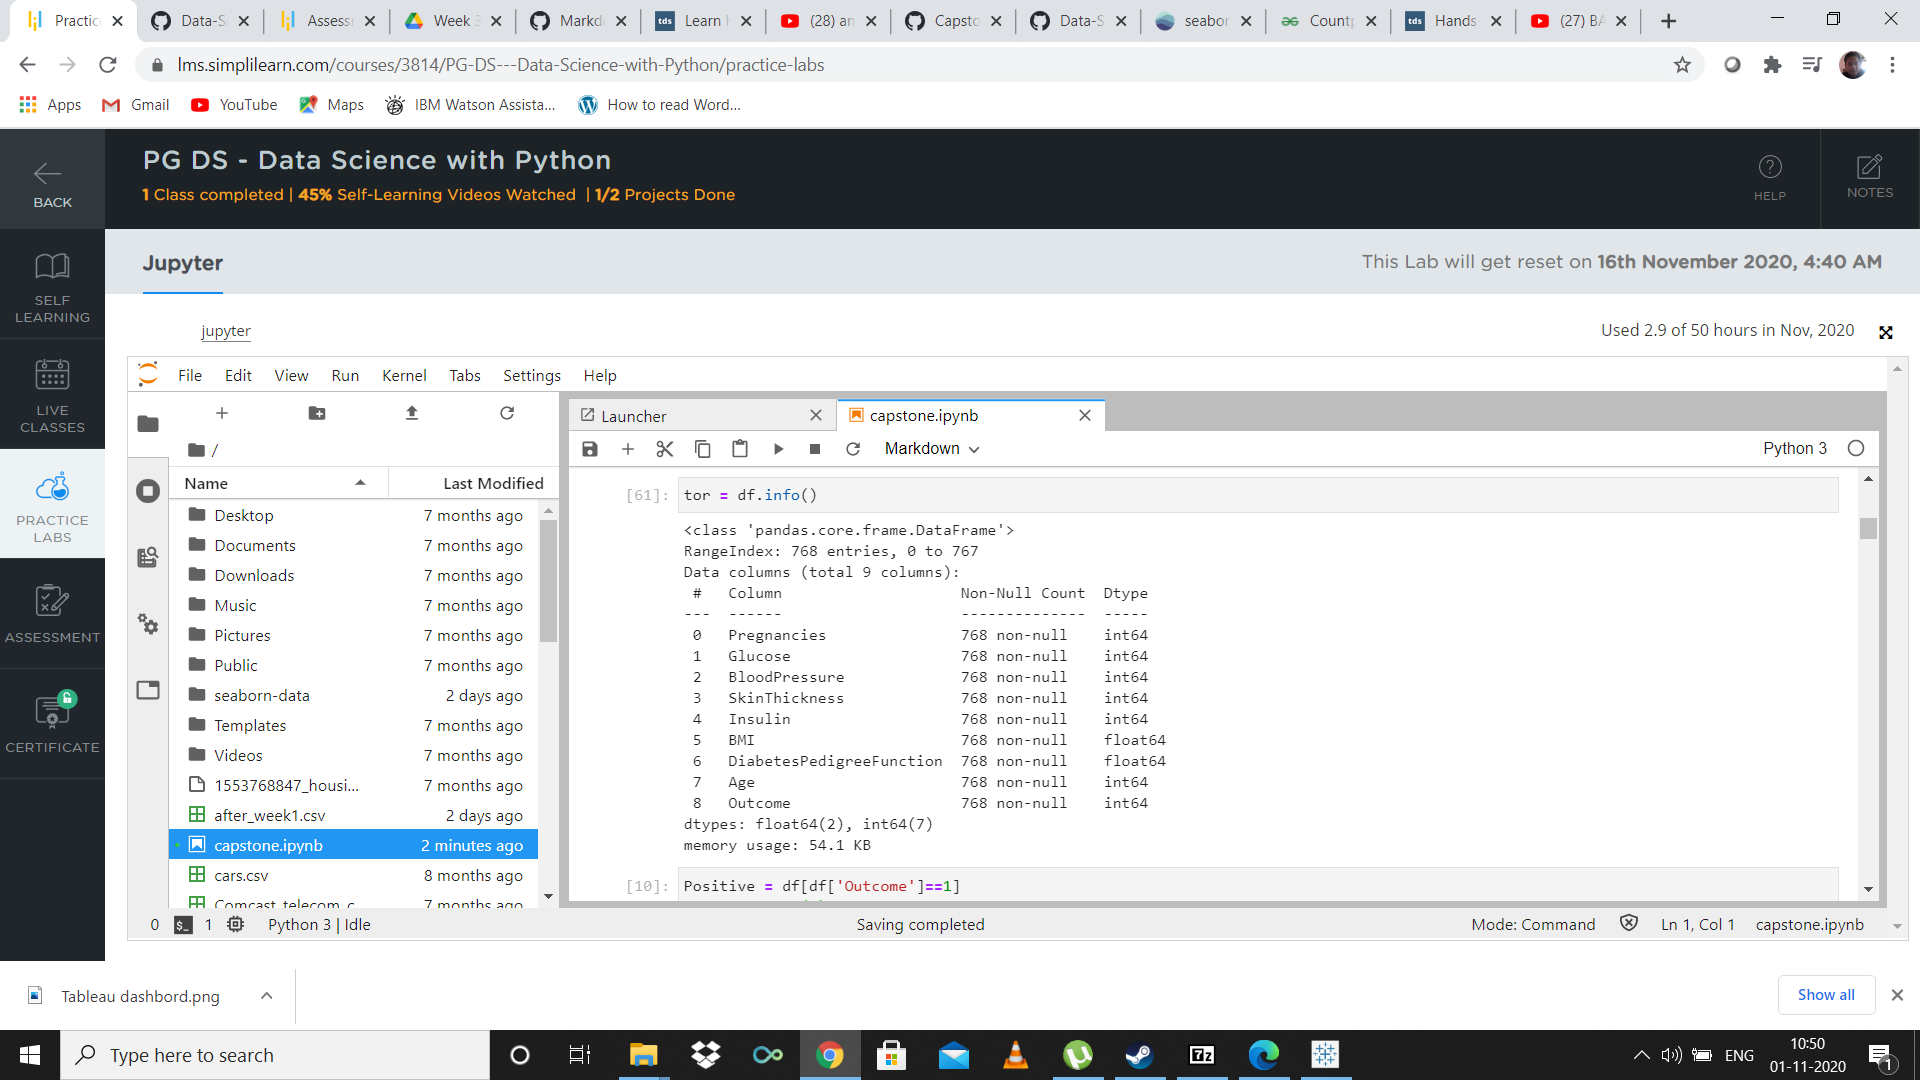 Practice
Data-S
Assessm
Week 3
Markdo
tds Learn
(28) an
Capsto
Data-S
seabor
Countp
tds Hands
(27) BA
lms.simplilearn.com/courses/3814/PG-DS---Data-Science-with-Python/practice-labs
Apps Gmail YouTube Maps IBM Watson Assista... How to read Word...
BACK
PG DS - Data Science with Python
1 Class completed | 45% Self-Learning Videos Watched | 1/2 Projects Done
HELP
NOTES
SELF
LEARNING
LIVE
CLASSES
PRACTICE
LABS
ASSESSMENT
CERTIFICATE
Jupyter
This Lab will get reset on 16th November 2020, 4:40 AM
jupyter
Used 2.9 of 50 hours in Nov, 2020
File Edit View Run Kernel Tabs Settings Help
/
Name Last Modified
Desktop 7 months ago
Documents 7 months ago
Downloads 7 months ago
Music 7 months ago
Pictures 7 months ago
Public 7 months ago
seaborn-data 2 days ago
Templates 7 months ago
Videos 7 months ago
1553768847_housi... 7 months ago
after_week1.csv 2 days ago
capstone.ipynb 2 minutes ago
cars.csv 8 months ago
Comcast_telecom_c 7 months ago
Launcher
capstone.ipynb
Markdown
Python 3
[61]: tor = df.info()
<class 'pandas.core.frame.DataFrame'>
RangeIndex: 768 entries, 0 to 767
Data columns (total 9 columns):
# Column Non-Null Count Dtype
--- ------ -------------- -----
0 Pregnancies 768 non-null int64
1 Glucose 768 non-null int64
2 BloodPressure 768 non-null int64
3 SkinThickness 768 non-null int64
4 Insulin 768 non-null int64
5 BMI 768 non-null float64
6 DiabetesPedigreeFunction 768 non-null float64
7 Age 768 non-null int64
8 Outcome 768 non-null int64
dtypes: float64(2), int64(7)
memory usage: 54.1 KB
[10]: Positive = df[df['Outcome']==1]
0 $_ 1 Python 3 | Idle Saving completed Mode: Command Ln 1, Col 1 capstone.ipynb
Tableau dashbord.png
Show all
Type here to search
7z
ENG
10:50
01-11-2020
1